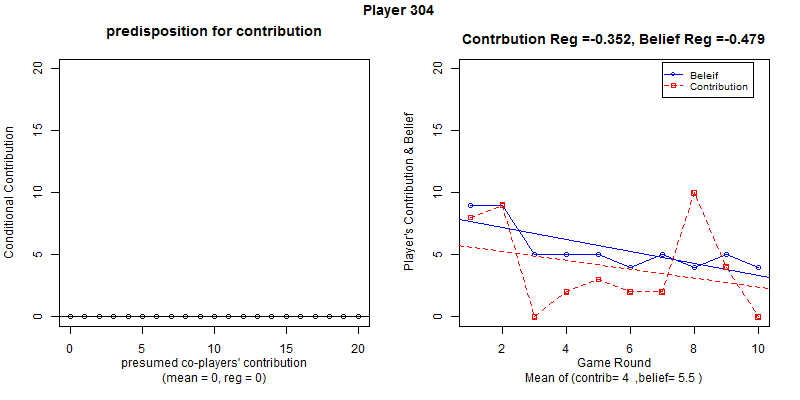 Player 304
predisposition for contribution
Conditional Contribution
20
15
10
5
0
0 5 10 15 20
presumed co-players' contribution
(mean = 0, reg = 0)
Contrbution Reg =-0.352, Belief Reg =-0.479
Player's Contribution & Belief
20
15
10
5
0
Beleif
Contribution
2 4 6 8 10
Game Round
Mean of (contrib= 4 ,belief= 5.5 )